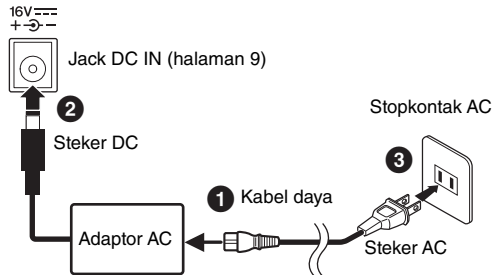 16V
Jack DC IN (halaman 9)
2
Steker DC
Stopkontak AC
3
1 Kabel daya
Adaptor AC
Steker AC